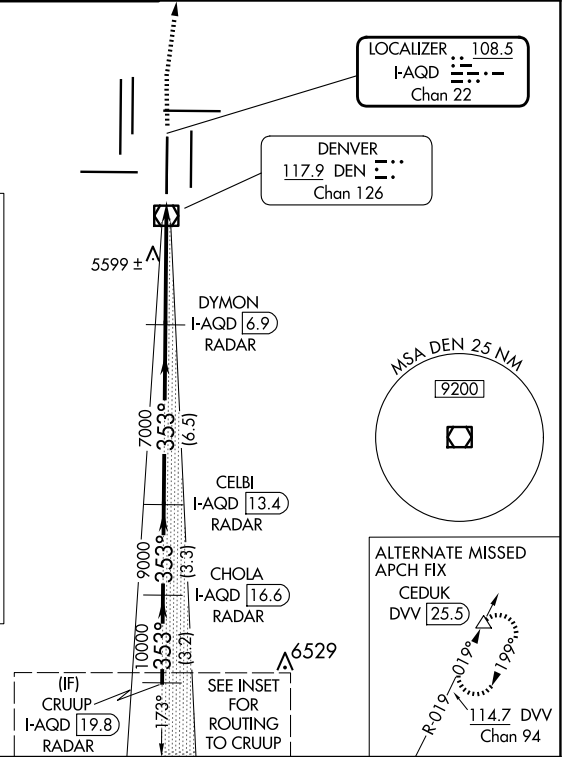 LOCALIZER 108.5
I-AQD
Chan 22
DENVER
117.9 DEN
Chan 126
5599 ±
DYMON
I-AQD 6.9
RADAR
MSA DEN 25 NM
9200
7000
353°
(6.5)
CELBI
I-AQD 13.4
RADAR
9000
353°
(3.3)
CHOLA
I-AQD 16.6
RADAR
10000
353°
(3.2)
6529
(IF)
CRUUP
I-AQD 19.8
RADAR
173°
SEE INSET
FOR
ROUTING
TO CRUUP
ALTERNATE MISSED
APCH FIX
CEDUK
DVV 25.5
019°
199°
R-019
114.7 DVV
Chan 94